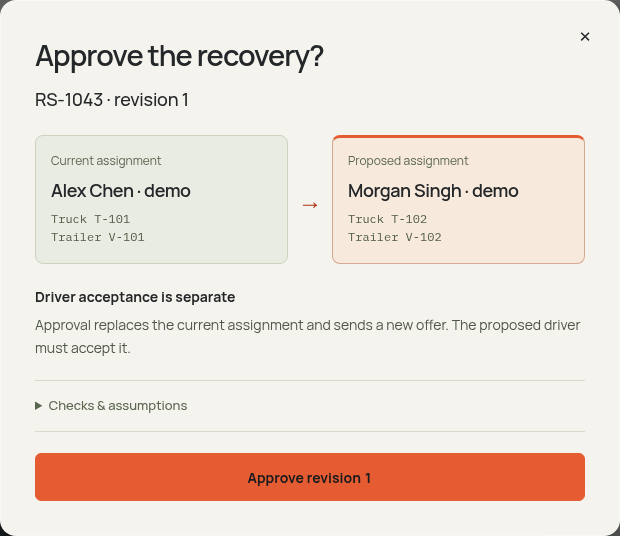 ×
Approve the recovery?
RS-1043 · revision 1
Current assignment
Alex Chen · demo
Truck T-101
Trailer V-101
→
Proposed assignment
Morgan Singh · demo
Truck T-102
Trailer V-102
Driver acceptance is separate
Approval replaces the current assignment and sends a new offer. The proposed driver
must accept it.
Checks & assumptions
Approve revision 1